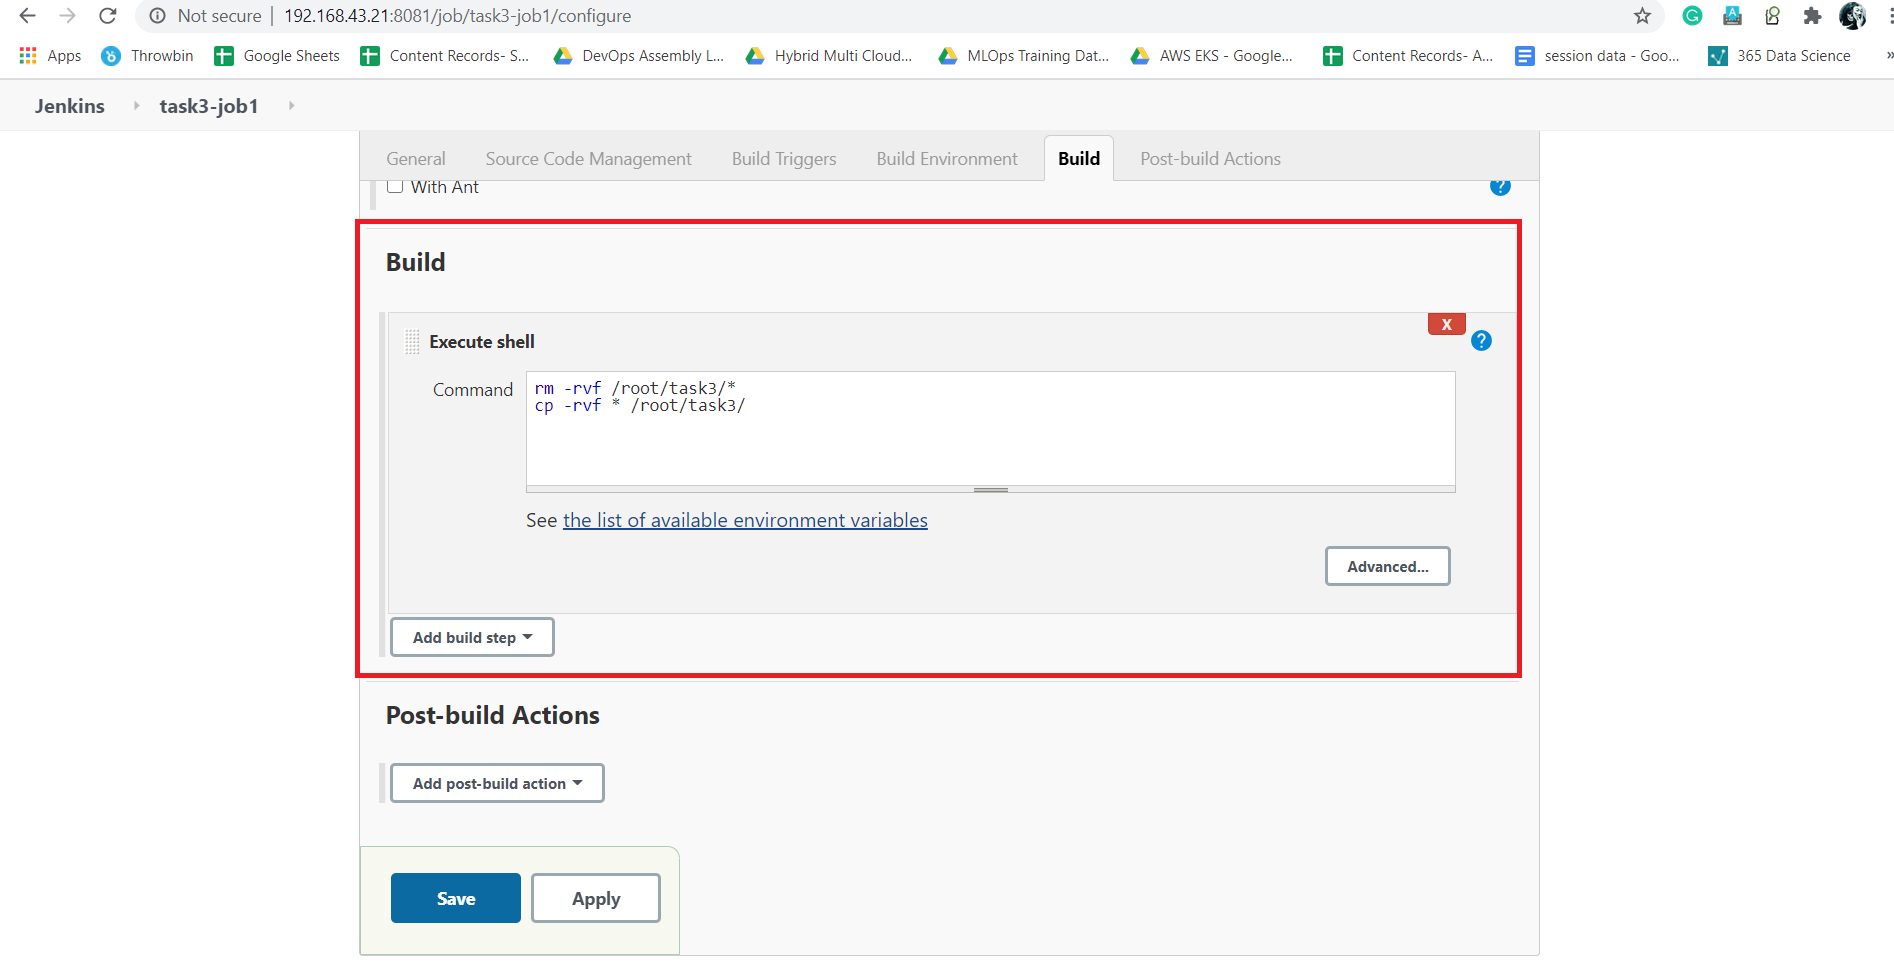 Not secure | 192.168.43.21:8081/job/task3-job1/configure
Apps Throwbin Google Sheets Content Records- S... DevOps Assembly L... Hybrid Multi Cloud... MLOps Training Dat... AWS EKS - Google... Content Records- A... session data - Goo... 365 Data Science »
Jenkins task3-job1
General Source Code Management Build Triggers Build Environment Build Post-build Actions
With Ant ?
Build
X
Execute shell ?
Command rm -rvf /root/task3/*
cp -rvf * /root/task3/
See the list of available environment variables
Advanced...
Add build step
Post-build Actions
Add post-build action
Save Apply